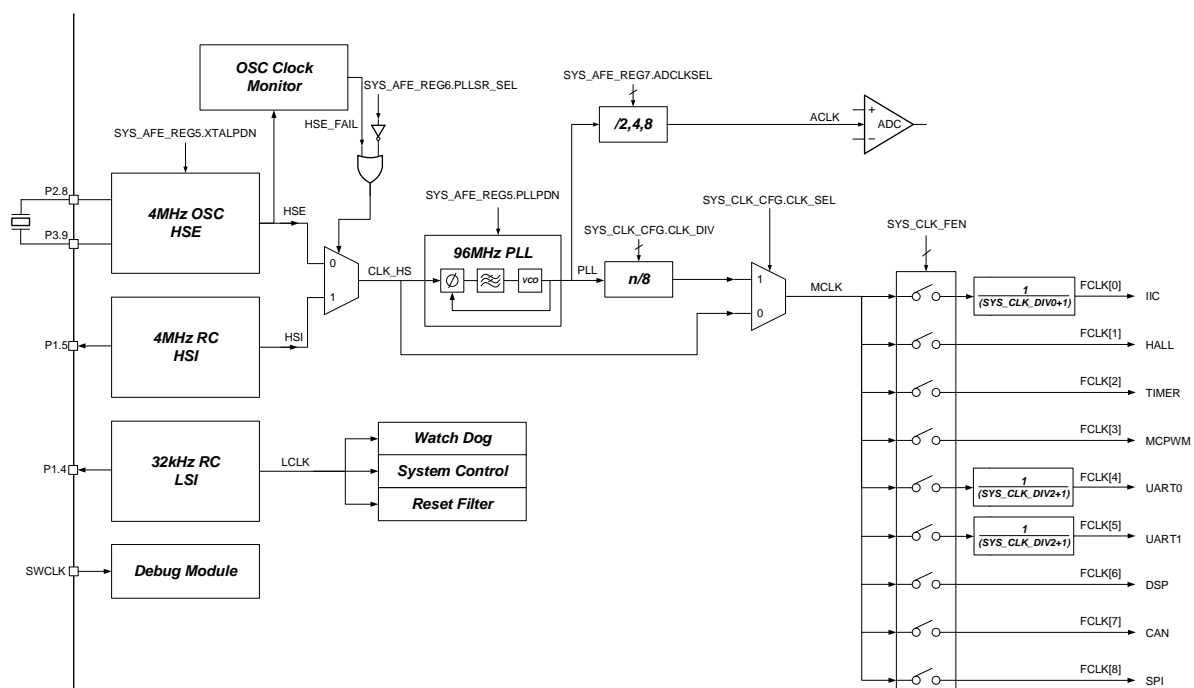 OSC Clock
Monitor
SYS_AFE_REG6.PLLSR_SEL
SYS_AFE_REG7.ADCLKSEL
HSE_FAIL
/2,4,8
ACLK
+
ADC
−
SYS_AFE_REG5.XTALPDN
P2.8
P3.9
4MHz OSC
HSE
HSE
0
1
CLK_HS
SYS_AFE_REG5.PLLPDN
96MHz PLL
Ø
VCO
PLL
SYS_CLK_CFG.CLK_DIV
n/8
SYS_CLK_CFG.CLK_SEL
1
0
MCLK
SYS_CLK_FEN
P1.5
4MHz RC
HSI
HSI
P1.4
32kHz RC
LSI
LCLK
Watch Dog
System Control
Reset Filter
SWCLK
Debug Module
1
(SYS_CLK_DIV0+1)
FCLK[0]
IIC
FCLK[1]
HALL
FCLK[2]
TIMER
FCLK[3]
MCPWM
1
(SYS_CLK_DIV2+1)
FCLK[4]
UART0
1
(SYS_CLK_DIV2+1)
FCLK[5]
UART1
FCLK[6]
DSP
FCLK[7]
CAN
FCLK[8]
SPI